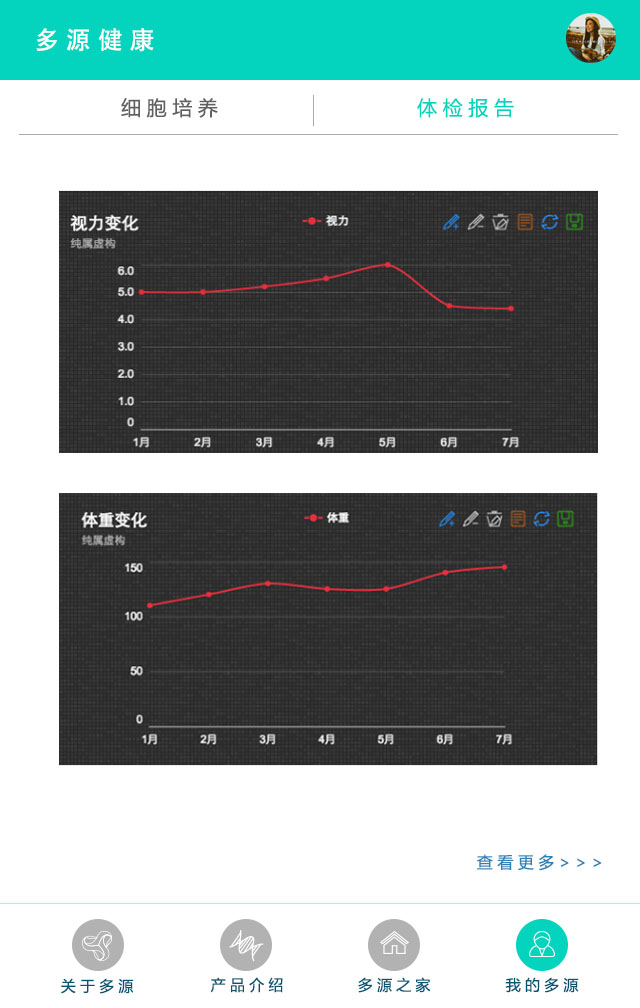 多源健康
细胞培养 体检报告
视力变化 视力
纯属虚构
6.0
5.0
4.0
3.0
2.0
1.0
0
1月 2月 3月 4月 5月 6月 7月
体重变化 体重
纯属虚构
150
100
50
0
1月 2月 3月 4月 5月 6月 7月
查看更多>>>
关于多源 产品介绍 多源之家 我的多源